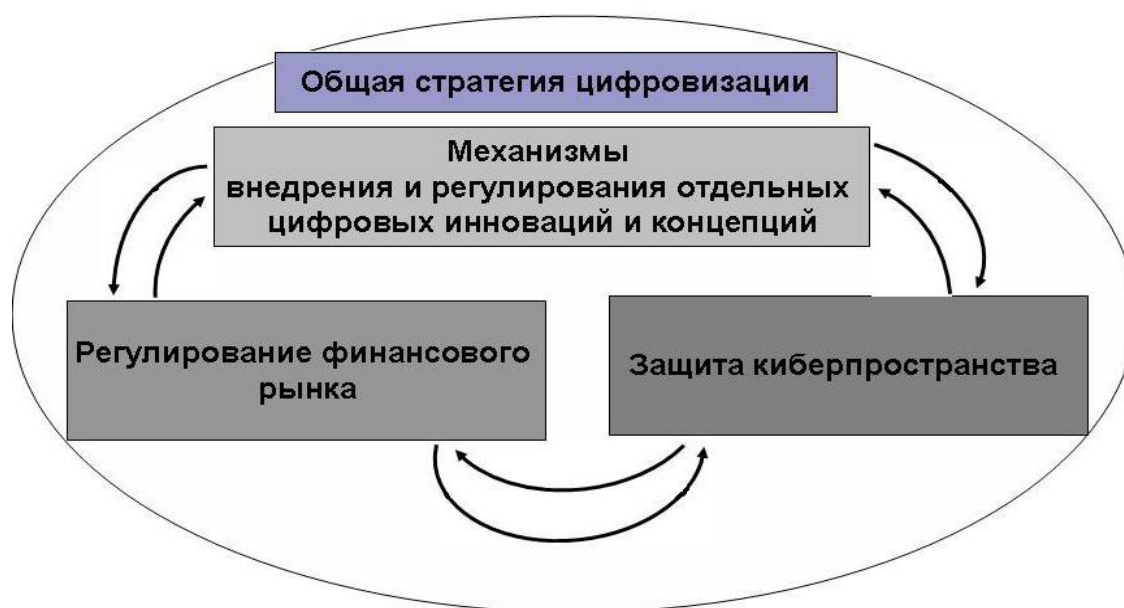 Общая стратегия цифровизации
Механизмы
внедрения и регулирования отдельных
цифровых инноваций и концепций
Регулирование финансового
рынка
Защита киберпространства